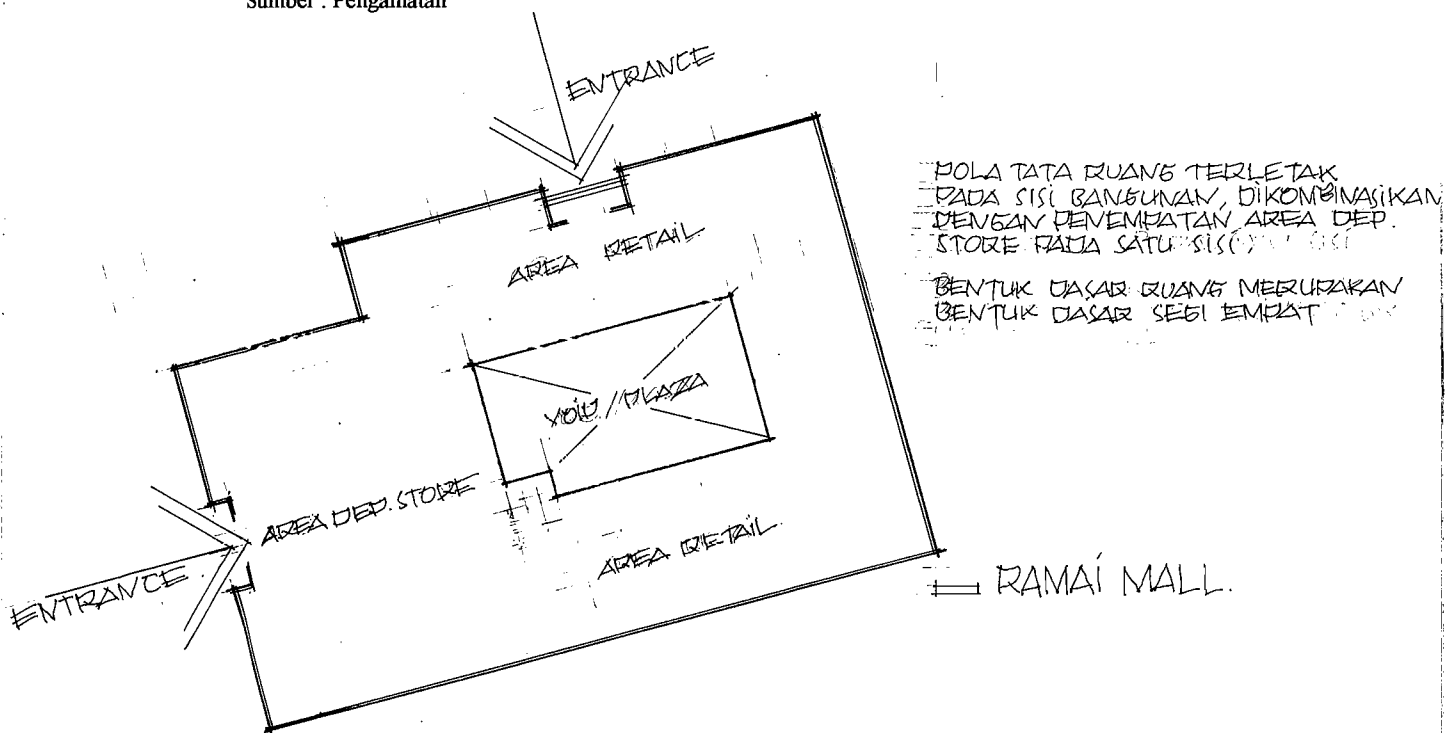 Sumber : Pengamatan
ENTRANCE
AREA RETAIL
VOID / PLAZA
AREA DEP. STORE
AREA RETAIL
ENTRANCE
POLA TATA RUANG TERLETAK
PADA SISI BANGUNAN, DIKOMBINASIKAN
DENGAN PENEMPATAN AREA DEP.
STORE PADA SATU SISI
BENTUK DASAR RUANG MERUPAKAN
BENTUK DASAR SEGI EMPAT
RAMAI MALL.